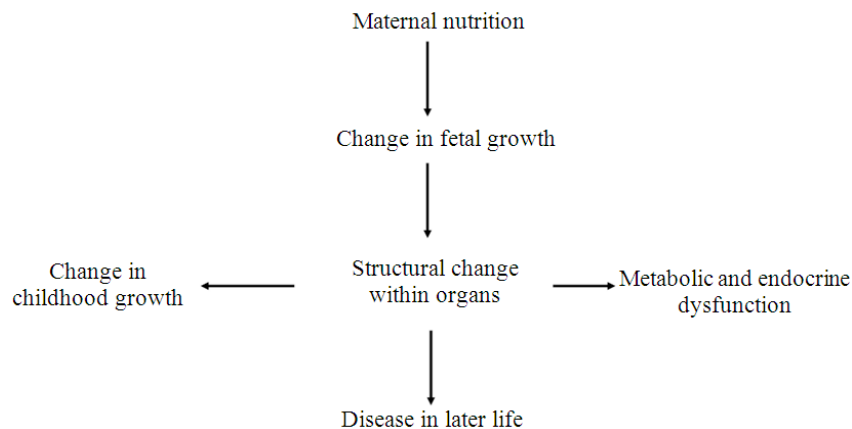 Maternal nutrition
Change in fetal growth
Change in
childhood growth
Structural change
within organs
Metabolic and endocrine
dysfunction
Disease in later life